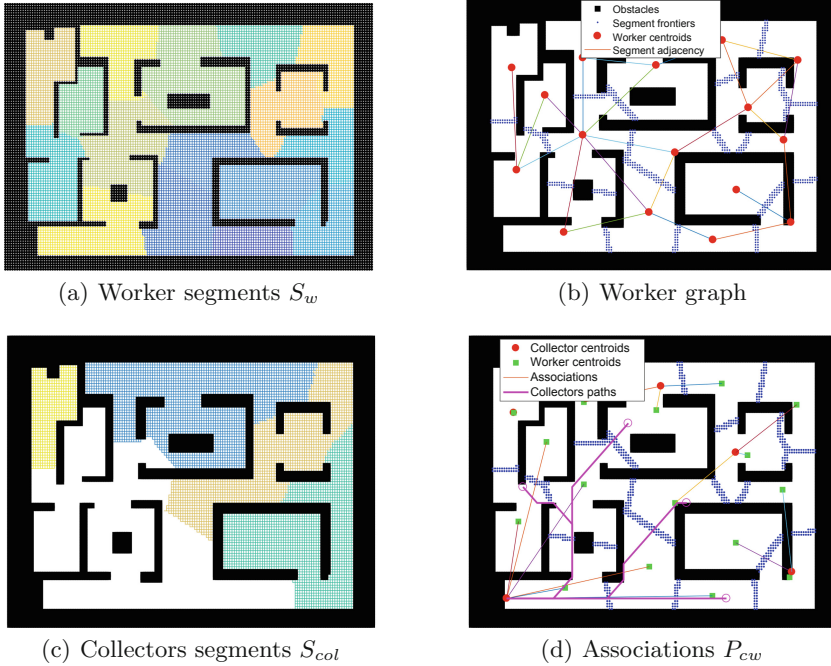 Obstacles
Segment frontiers
Worker centroids
Segment adjacency
(a) Worker segments S_w
(b) Worker graph
Collector centroids
Worker centroids
Associations
Collectors paths
(c) Collectors segments S_col
(d) Associations P_cw